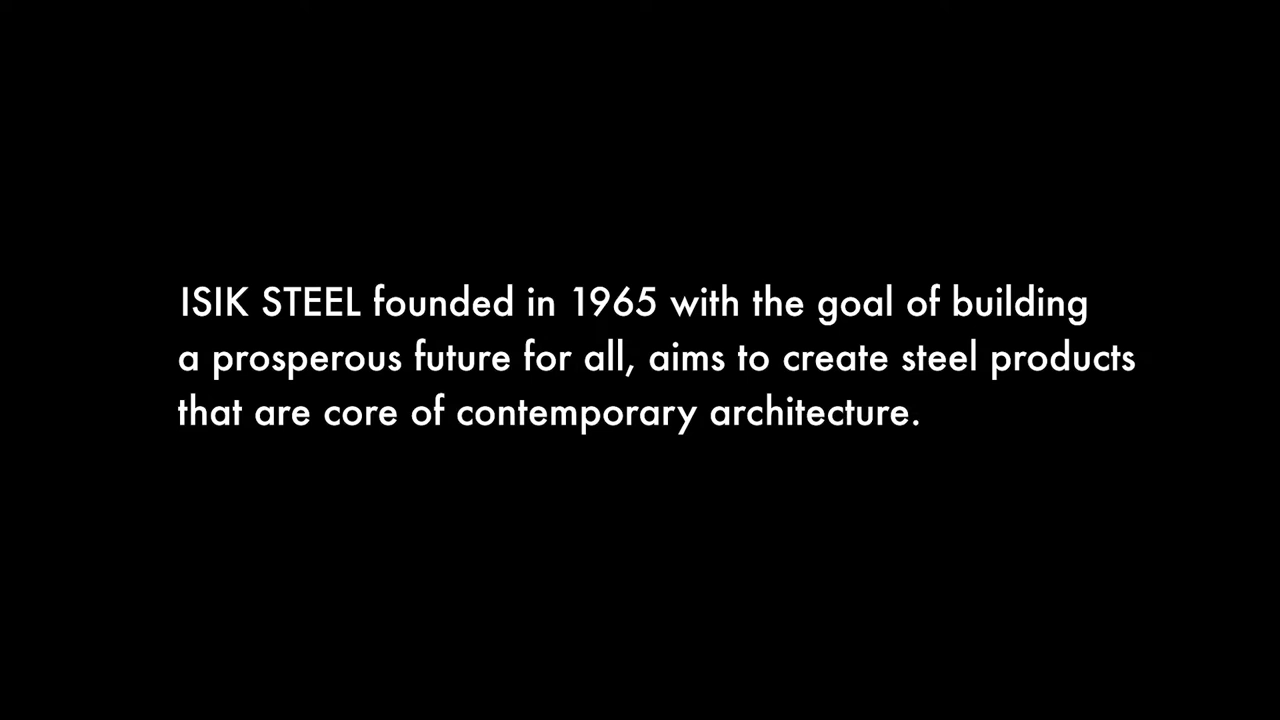 ISIK STEEL founded in 1965 with the goal of building
a prosperous future for all, aims to create steel products
that are core of contemporary architecture.